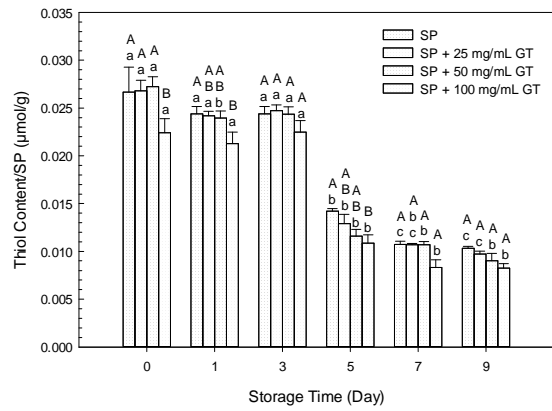 0.035
0.030
0.025
0.020
0.015
0.010
0.005
0.000
Thiol Content/SP (μmol/g)
SP
SP + 25 mg/mL GT
SP + 50 mg/mL GT
SP + 100 mg/mL GT
A
a
A
a
A
a
B
a
A
a
A
B
a
A
B
b
B
a
A
a
A
a
A
a
A
a
A
b
A
B
b
A
B
b
B
b
A
c
A
b
c
A
b
A
b
A
c
A
c
A
b
A
b
0 1 3 5 7 9
Storage Time (Day)